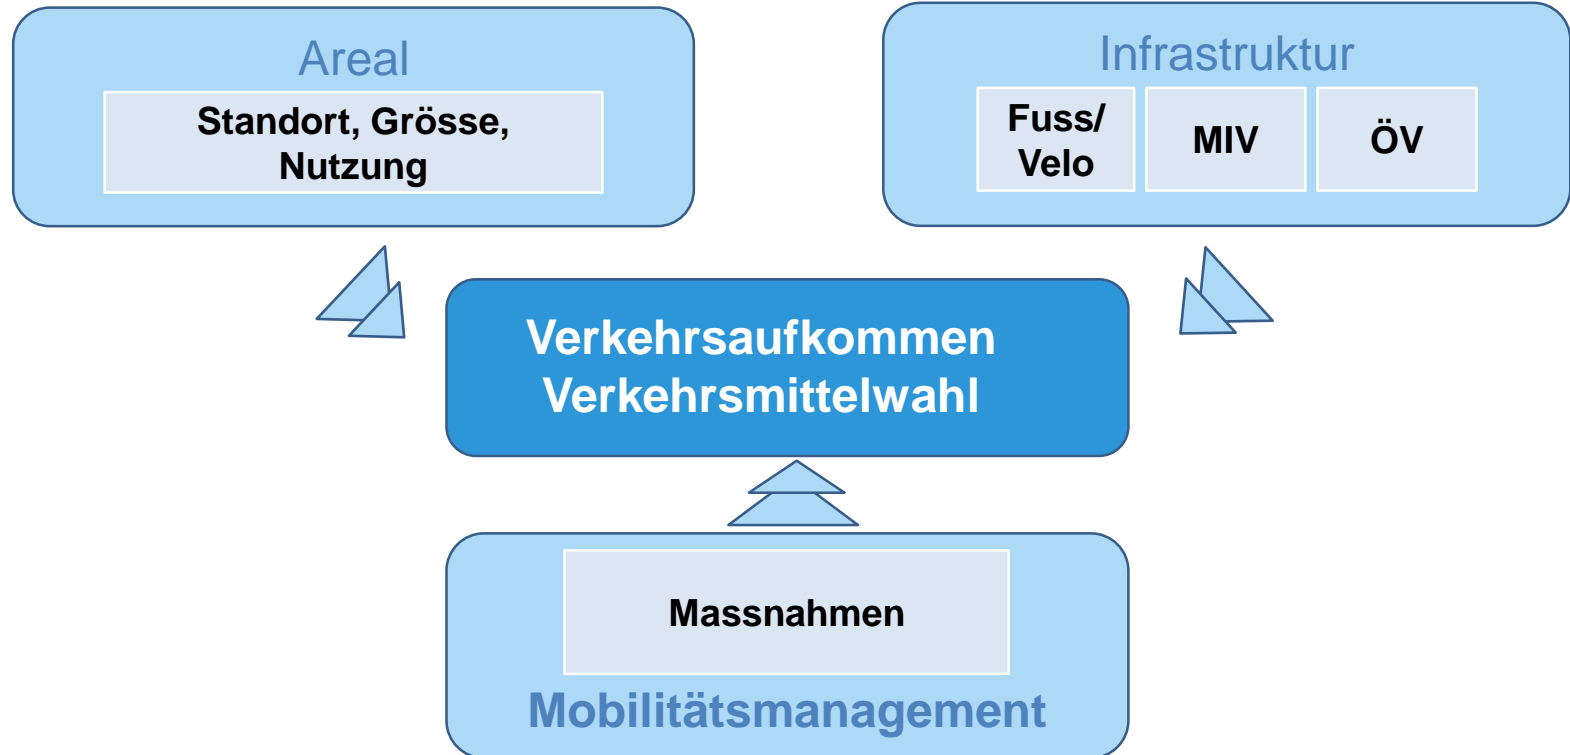 Areal
Standort, Grösse,
Nutzung
Infrastruktur
Fuss/
Velo
MIV
ÖV
Verkehrsaufkommen
Verkehrsmittelwahl
Massnahmen
Mobilitätsmanagement